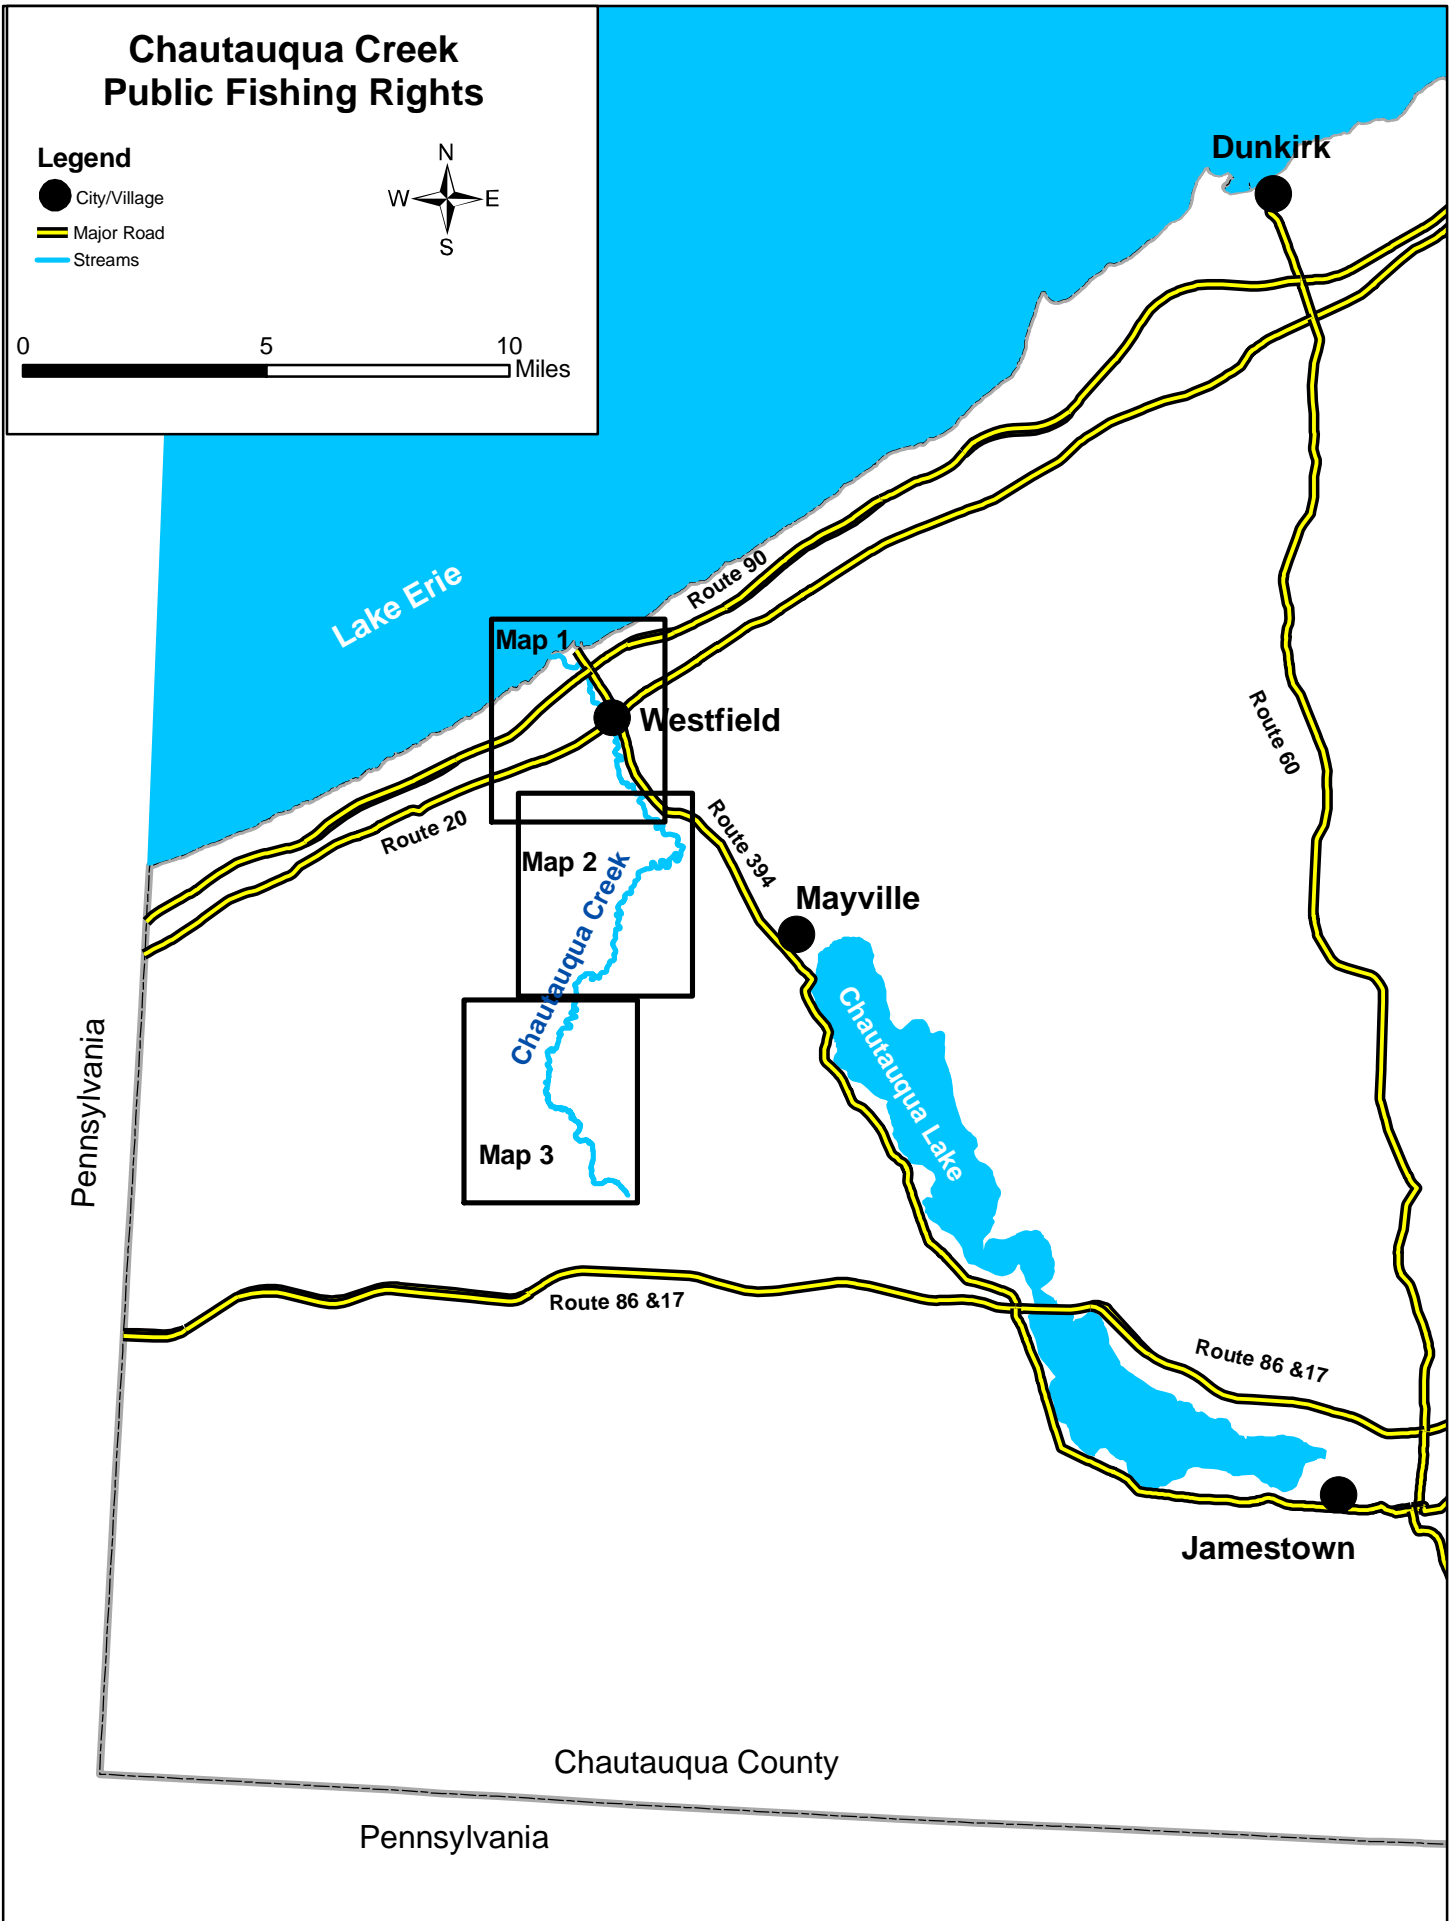 Chautauqua Creek
Public Fishing Rights
Legend
City/Village
Major Road
Streams
N
W E
S
0 5 10
Miles
Dunkirk
Lake Erie
Route 90
Map 1
Westfield
Route 60
Route 20
Route 394
Map 2
Chautauqua Creek
Mayville
Chautauqua Lake
Pennsylvania
Map 3
Route 86 &17
Route 86 &17
Jamestown
Chautauqua County
Pennsylvania